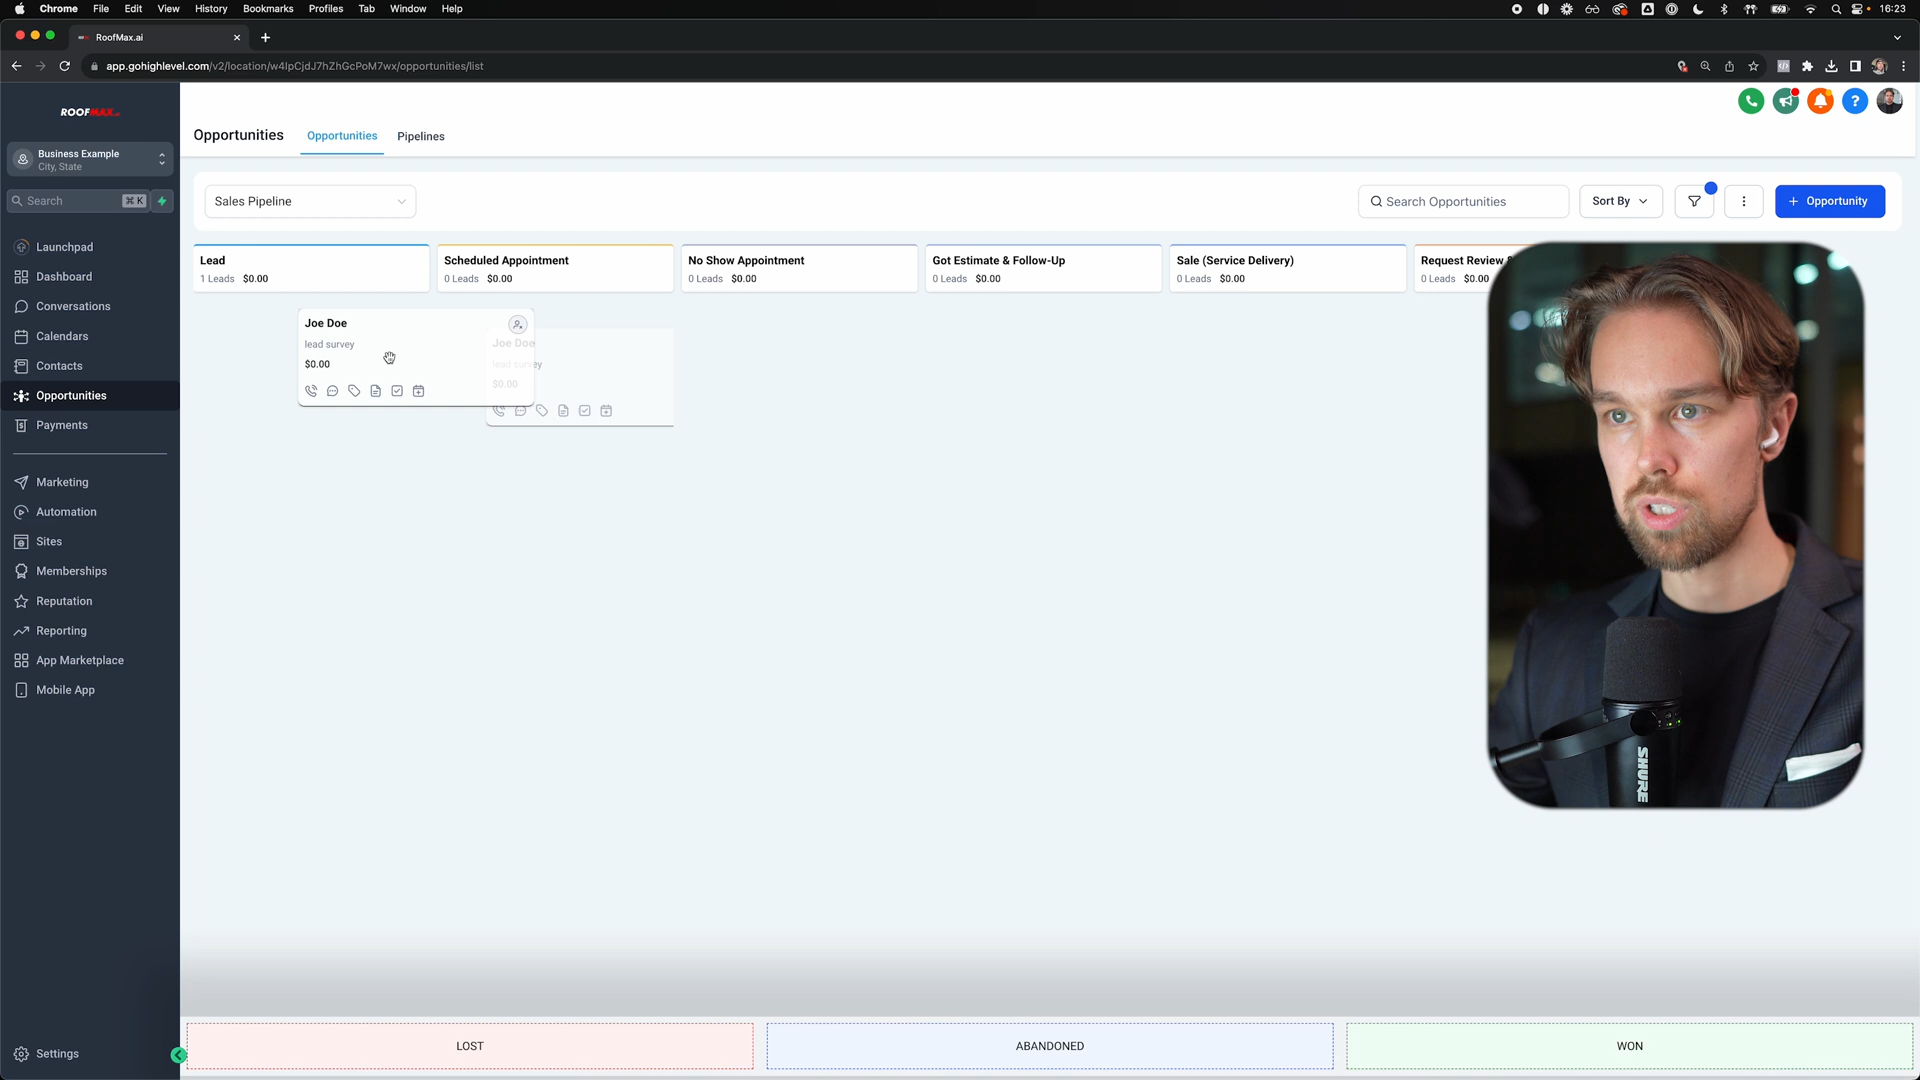 Chrome File Edit View History Bookmarks Profiles Tab Window Help
16:23
RoofMax.ai
app.gohighlevel.com/v2/location/w4lpCjdJ7hZhGcPoM7wx/opportunities/list
ROOFMAX.ai
Business Example
City, State
Search ⌘ K
Launchpad
Dashboard
Conversations
Calendars
Contacts
Opportunities
Payments
Marketing
Automation
Sites
Memberships
Reputation
Reporting
App Marketplace
Mobile App
Settings
Opportunities Opportunities Pipelines
Sales Pipeline
Search Opportunities
Sort By
+ Opportunity
Lead
1 Leads $0.00
Scheduled Appointment
0 Leads $0.00
No Show Appointment
0 Leads $0.00
Got Estimate & Follow-Up
0 Leads $0.00
Sale (Service Delivery)
0 Leads $0.00
Request Review
0 Leads $0.00
Joe Doe
lead survey
$0.00
Joe Doe
lead survey
$0.00
SHURE
LOST
ABANDONED
WON